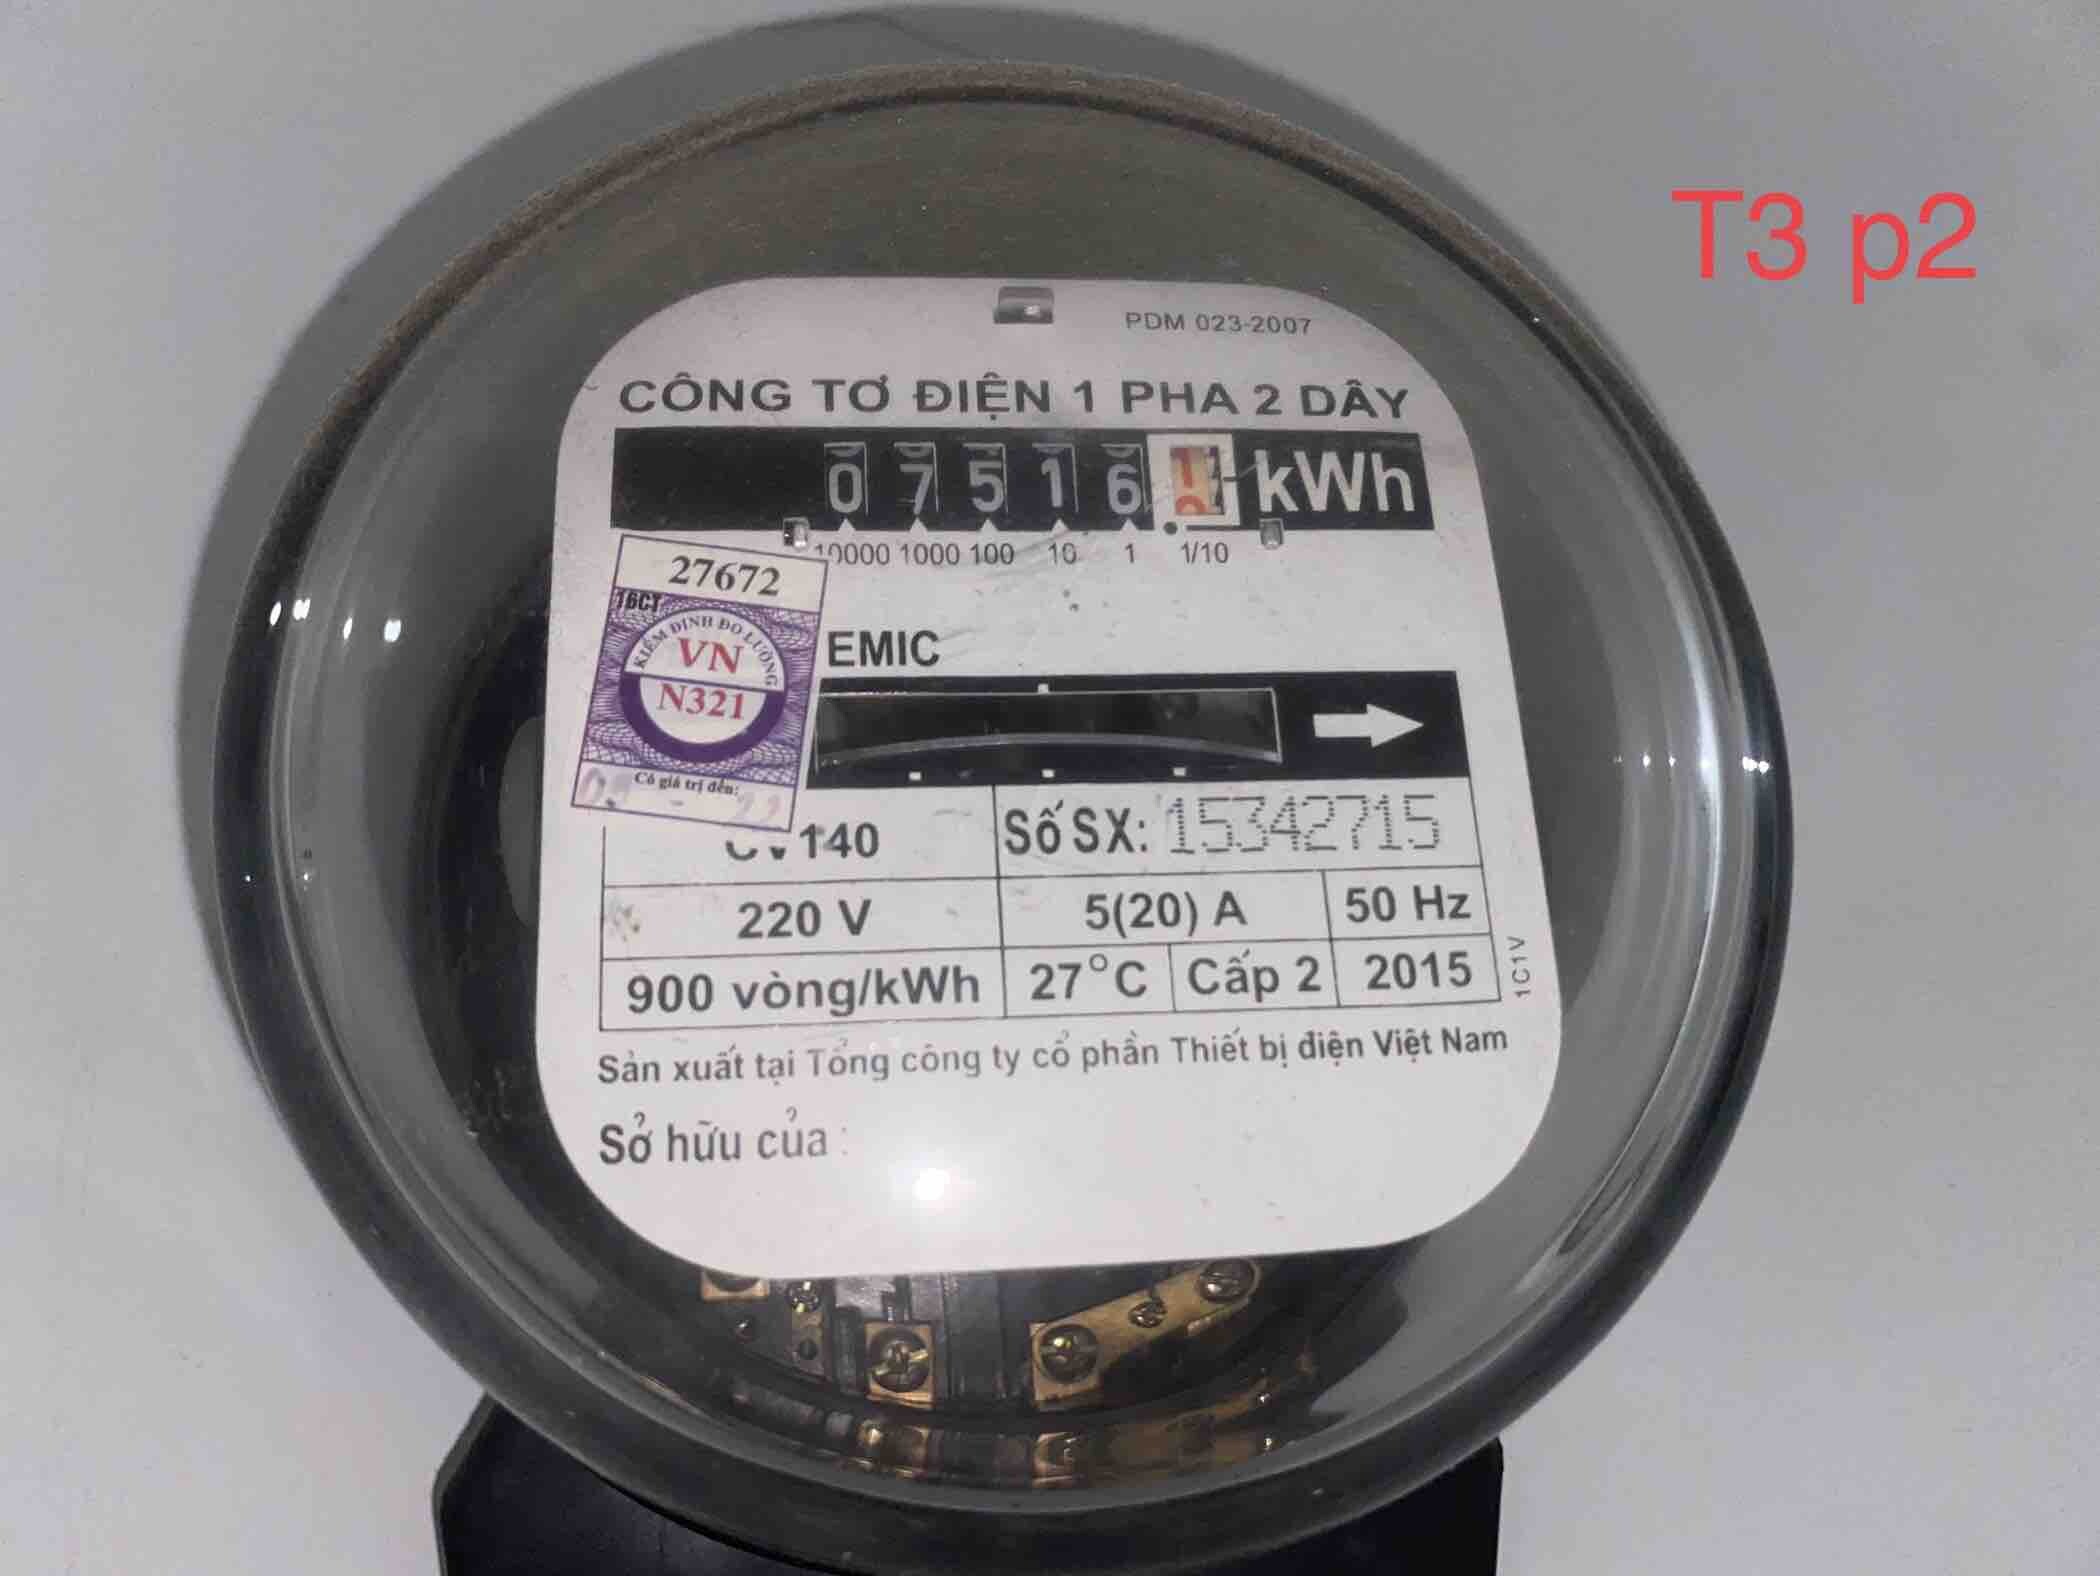 T3 p2
PDM 023-2007
CÔNG TƠ ĐIỆN 1 PHA 2 DÂY
0 7 5 1 6 kWh
10000 1000 100 10 1 1/10
27672
16CT
KIỂM ĐỊNH ĐO LƯỜNG
VN
N321
Có giá trị đến:
EMIC
CV140 Số SX: 15342715
220 V 5(20) A 50 Hz
900 vòng/kWh 27°C Cấp 2 2015
1C1V
Sản xuất tại Tổng công ty cổ phần Thiết bị điện Việt Nam
Sở hữu của :